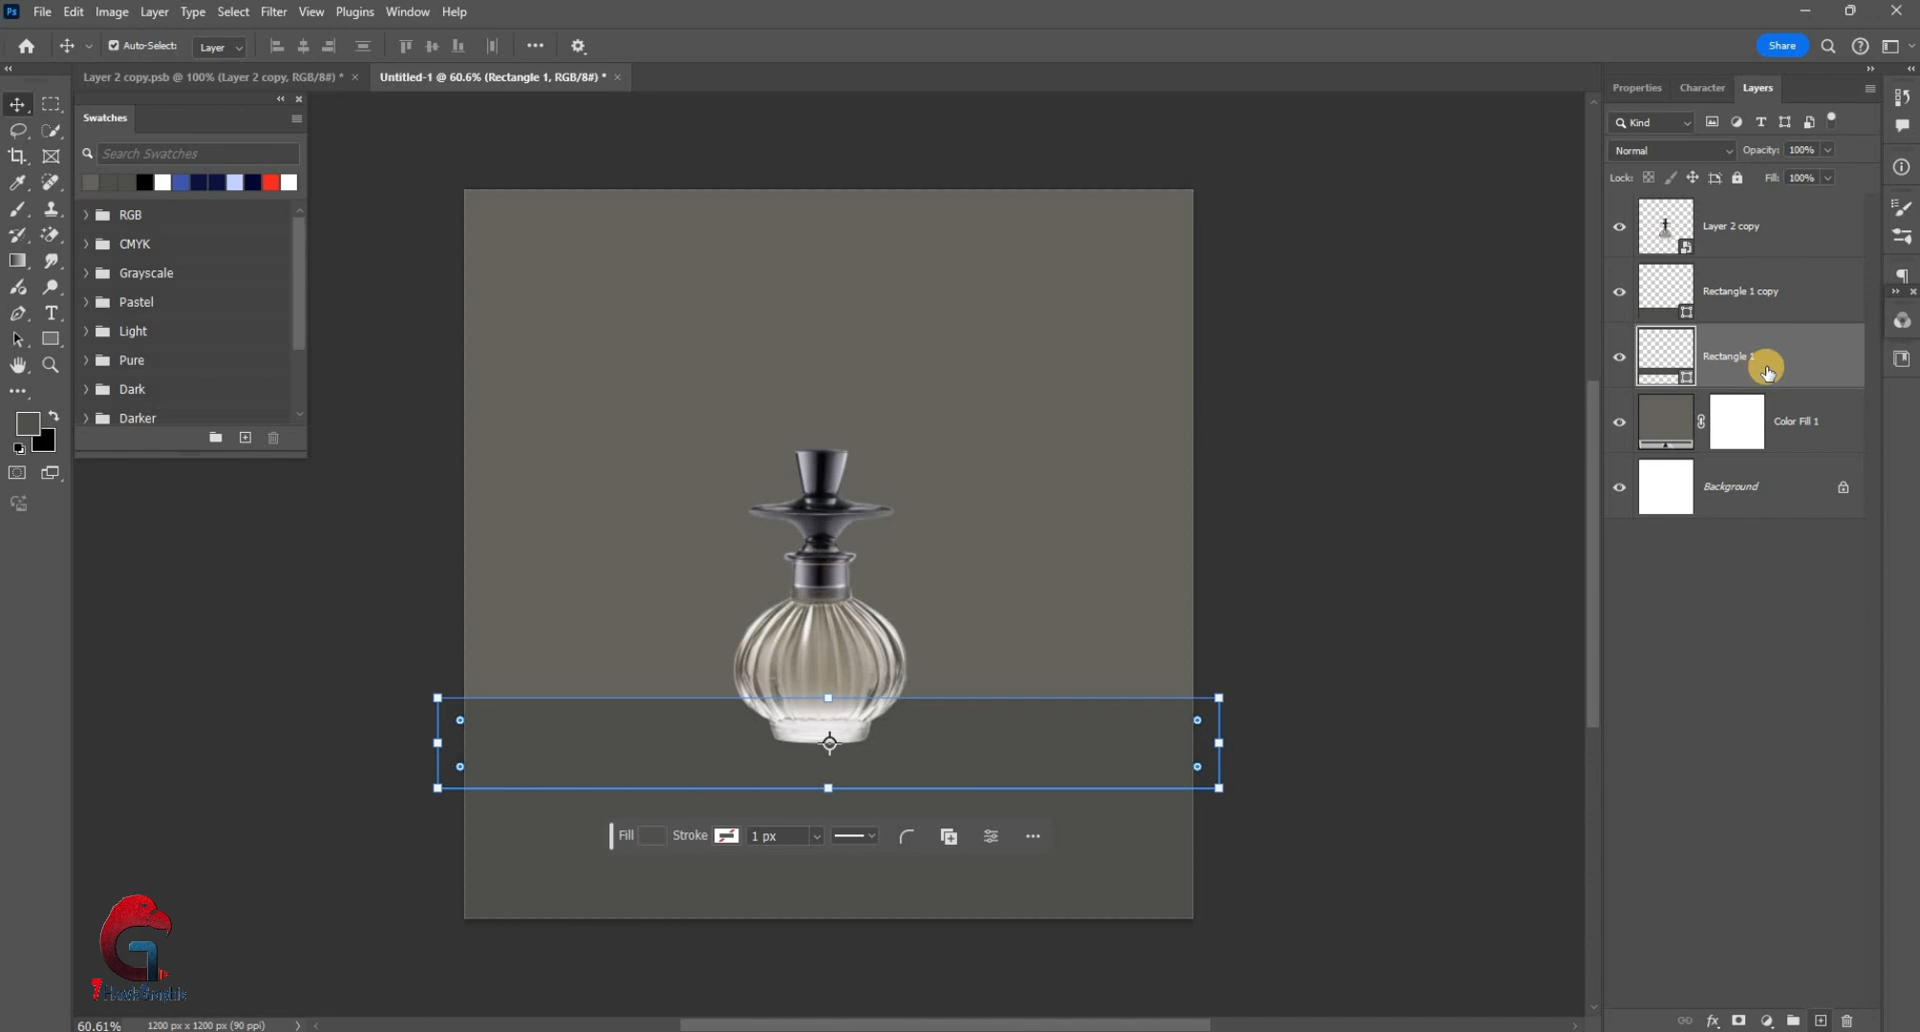 Ps File Edit Image Layer Type Select Filter View Plugins Window Help
Auto-Select: Layer Share
Layer 2 copy.psb @ 100% (Layer 2 copy, RGB/8#) * Untitled-1 @ 60.6% (Rectangle 1, RGB/8#) *
Swatches
Search Swatches
RGB
CMYK
Grayscale
Pastel
Light
Pure
Dark
Darker
Properties Character Layers
Kind
Normal Opacity: 100%
Lock: Fill: 100%
Layer 2 copy
Rectangle 1 copy
Rectangle 1
Color Fill 1
Background
Fill Stroke 1 px
60.61% 1200 px x 1200 px (90 ppi)